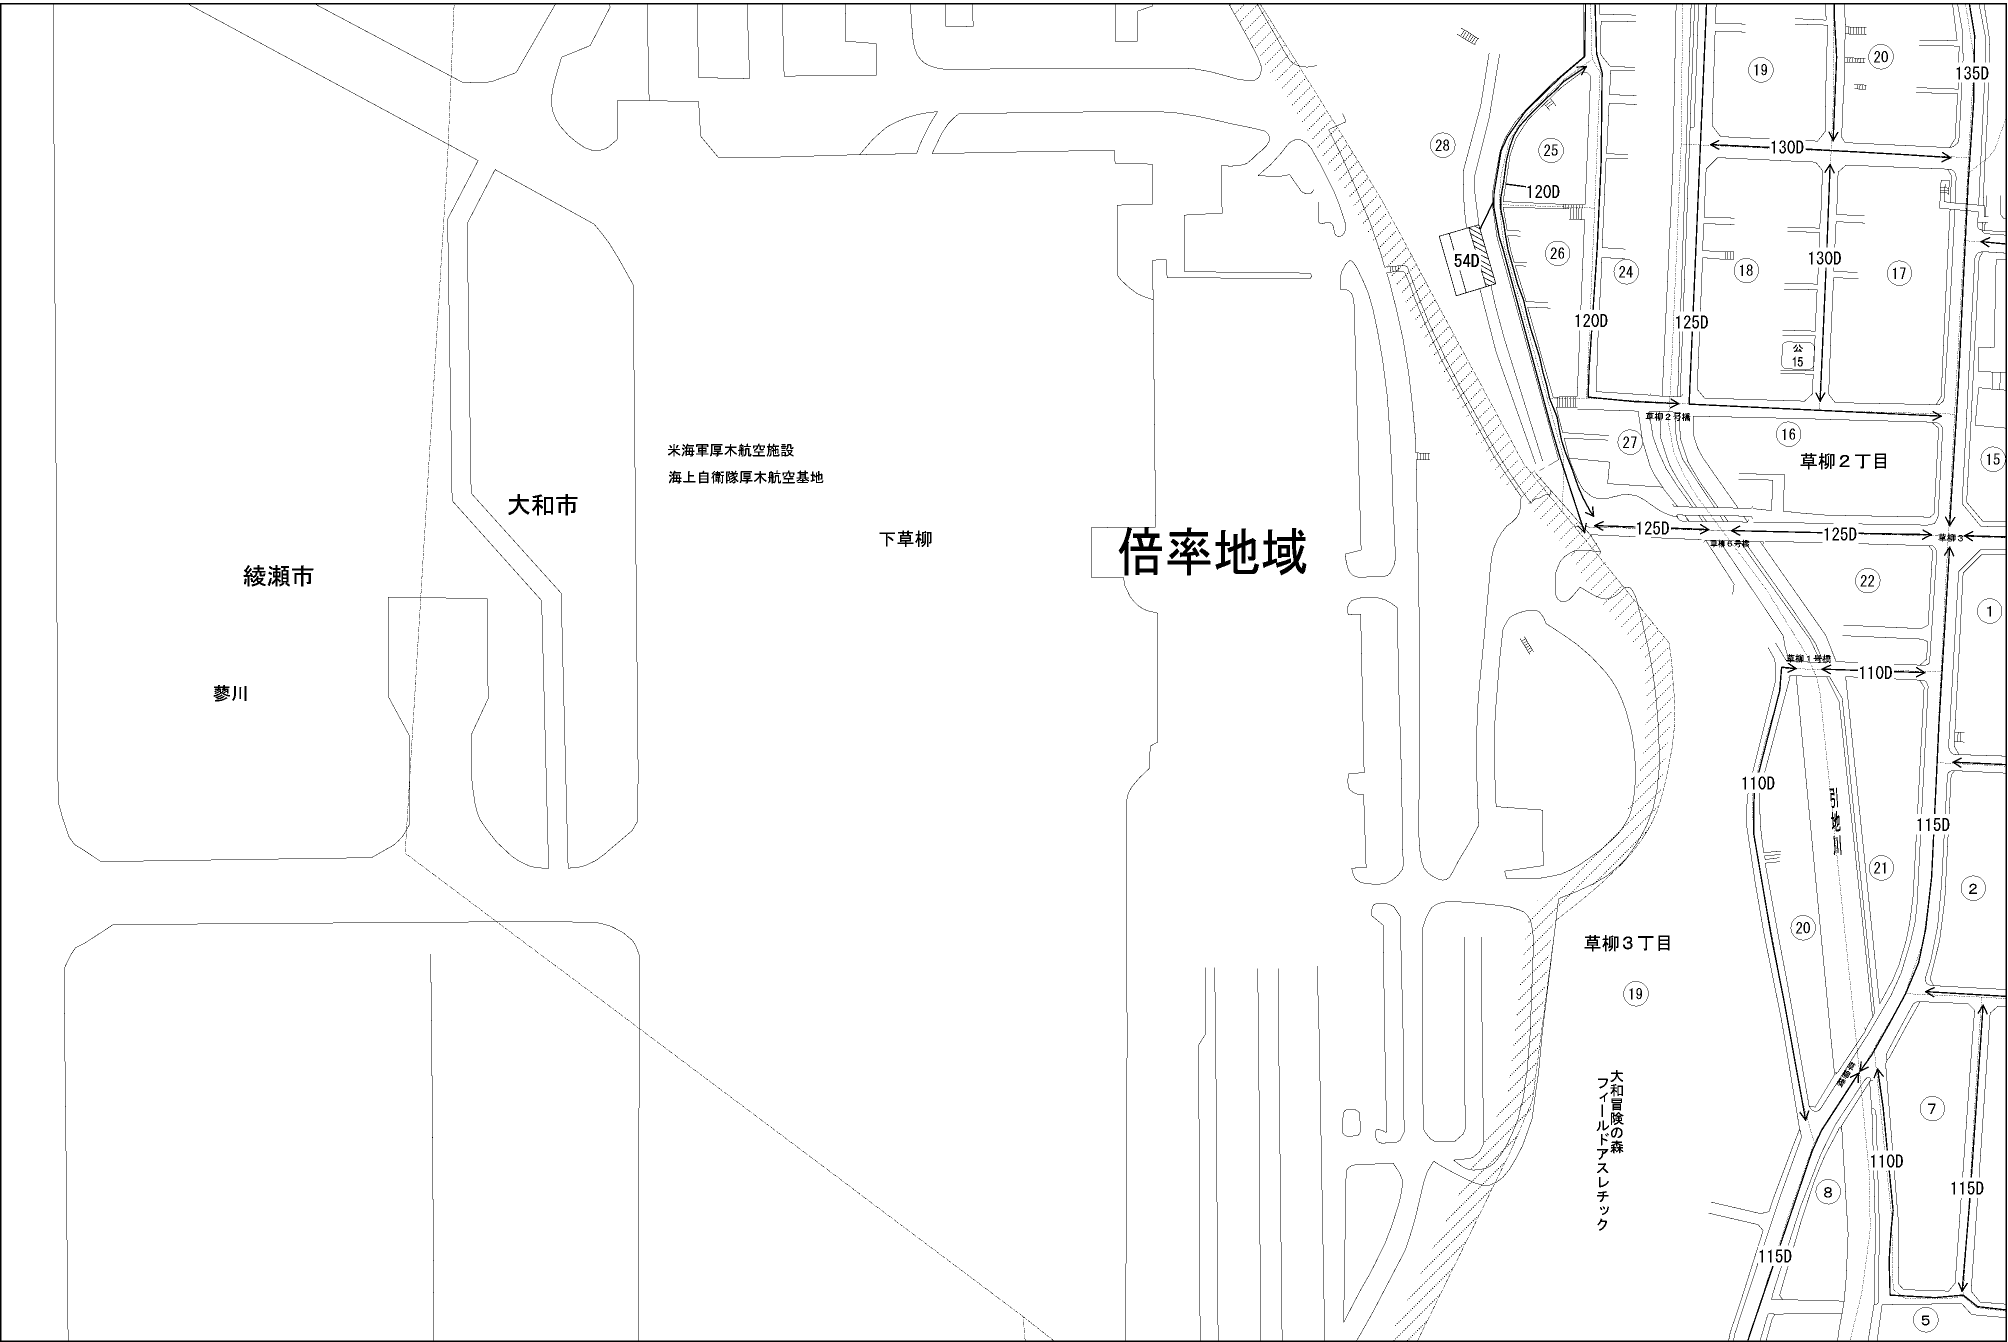 135D
20
19
130D
28
25
120D
26
24
18
130D
17
54D
120D
125D
公
15
草柳２号橋
27
16
草柳２丁目
15
米海軍厚木航空施設
海上自衛隊厚木航空基地
大和市
下草柳
倍率地域
綾瀬市
蓼川
125D
125D
草柳３
22
1
草柳１号橋
110D
110D
引地川
115D
21
2
20
草柳３丁目
19
大和冒険の森
フィールドアスレチック
7
110D
115D
8
115D
5